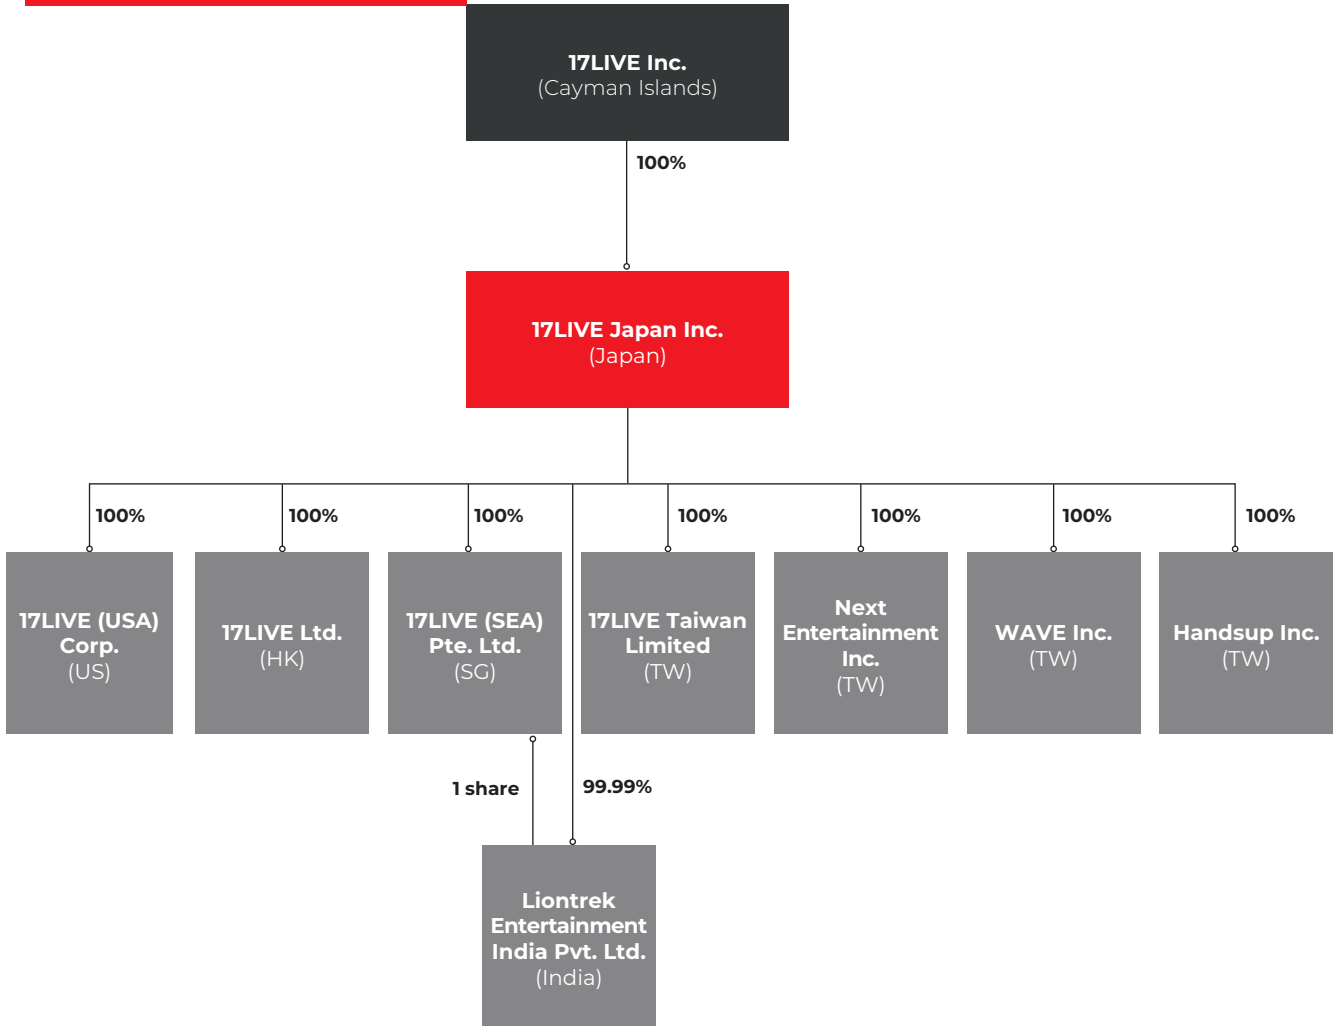 17LIVE Inc.
(Cayman Islands)
100%
17LIVE Japan Inc.
(Japan)
100%
100%
100%
100%
100%
100%
100%
17LIVE (USA)
Corp.
(US)
17LIVE Ltd.
(HK)
17LIVE (SEA)
Pte. Ltd.
(SG)
17LIVE Taiwan
Limited
(TW)
Next
Entertainment
Inc.
(TW)
WAVE Inc.
(TW)
Handsup Inc.
(TW)
1 share
99.99%
Liontrek
Entertainment
India Pvt. Ltd.
(India)